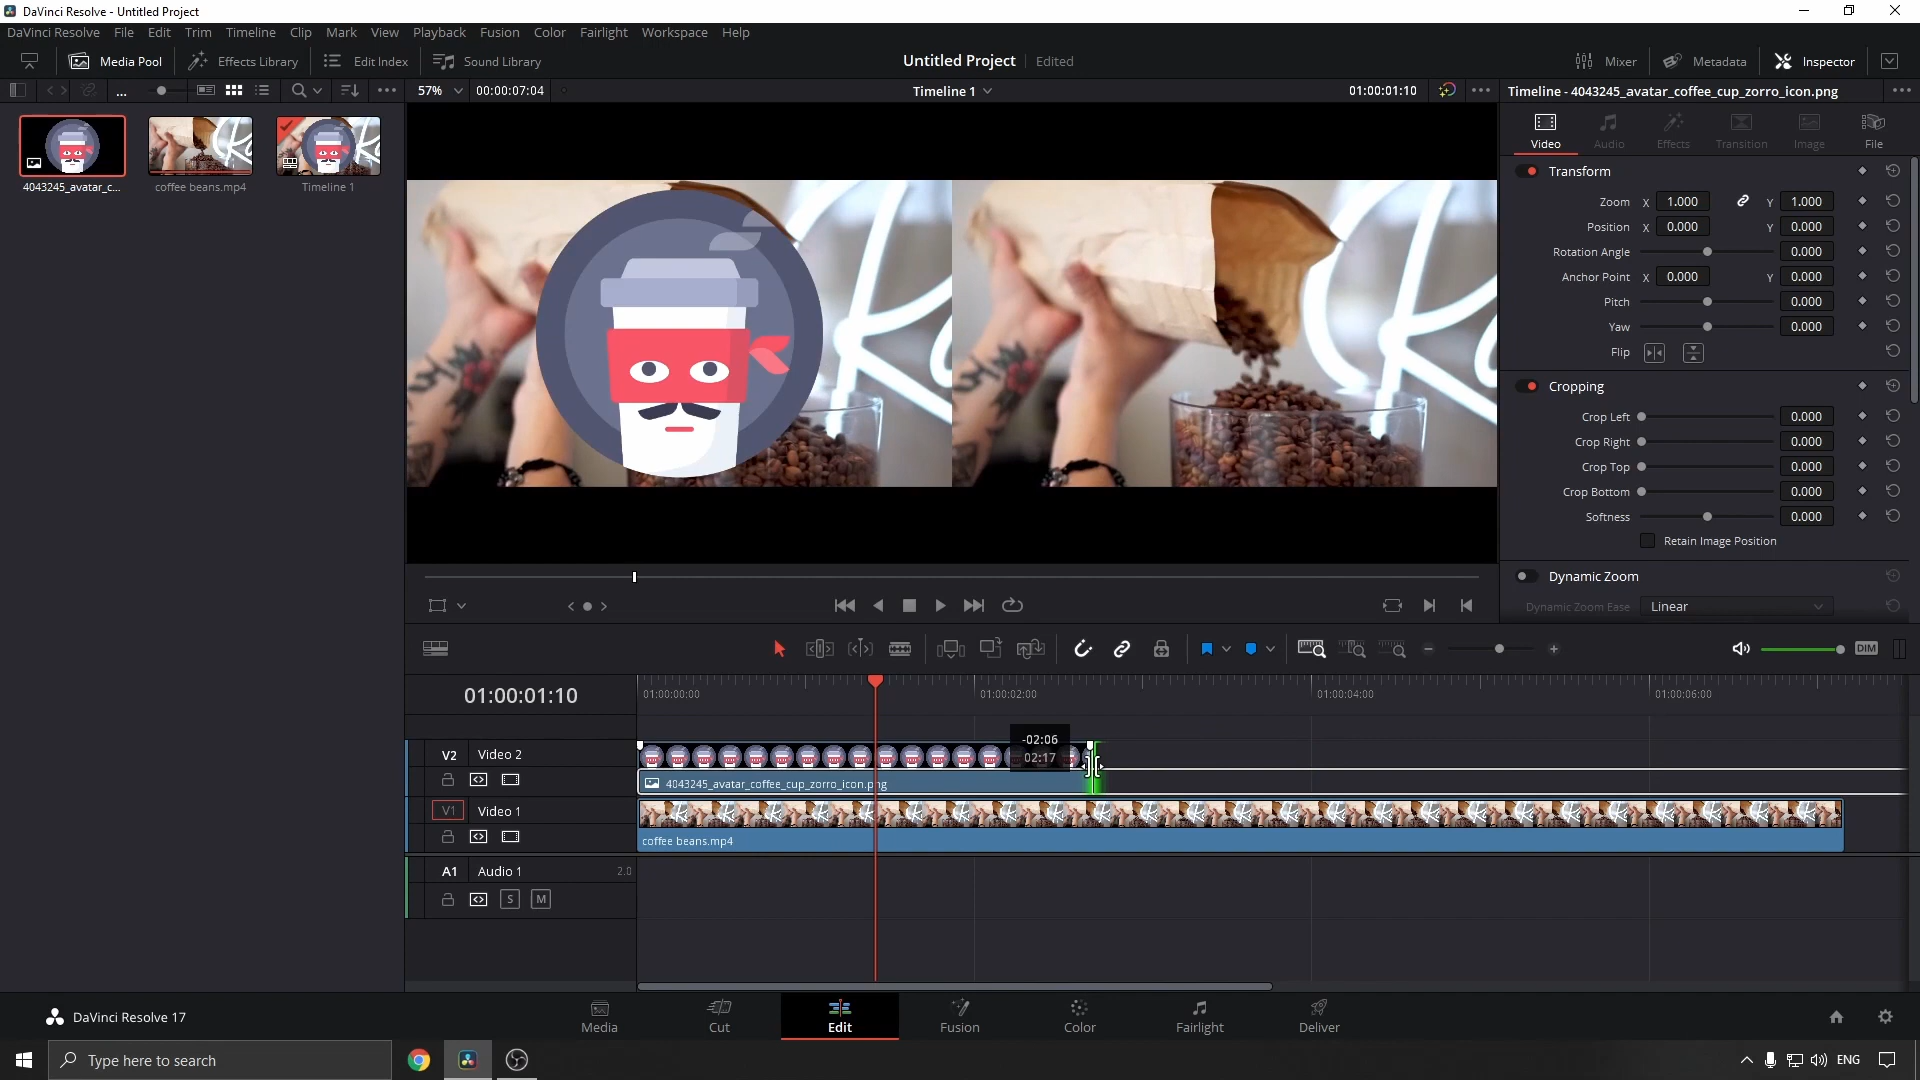 DaVinci Resolve - Untitled Project
DaVinci Resolve File Edit Trim Timeline Clip Mark View Playback Fusion Color Fairlight Workspace Help
Media Pool Effects Library Edit Index Sound Library Untitled Project Edited Mixer Metadata Inspector
... 57% 00:00:07:04 Timeline 1 01:00:01:10 Timeline - 4043245_avatar_coffee_cup_zorro_icon.png
Video Audio Effects Transition Image File
4043245_avatar_c... coffee beans.mp4 Timeline 1
Transform
Zoom X 1.000 Y 1.000
Position X 0.000 Y 0.000
Rotation Angle 0.000
Anchor Point X 0.000 Y 0.000
Pitch 0.000
Yaw 0.000
Flip
Cropping
Crop Left 0.000
Crop Right 0.000
Crop Top 0.000
Crop Bottom 0.000
Softness 0.000
Retain Image Position
Dynamic Zoom
Dynamic Zoom Ease Linear
DIM
01:00:01:10 01:00:00:00 01:00:02:00 01:00:04:00 01:00:06:00
-02:06
02:17
V2 Video 2
4043245_avatar_coffee_cup_zorro_icon.png
V1 Video 1
coffee beans.mp4
A1 Audio 1 2.0
S M
DaVinci Resolve 17 Media Cut Edit Fusion Color Fairlight Deliver
Type here to search ENG